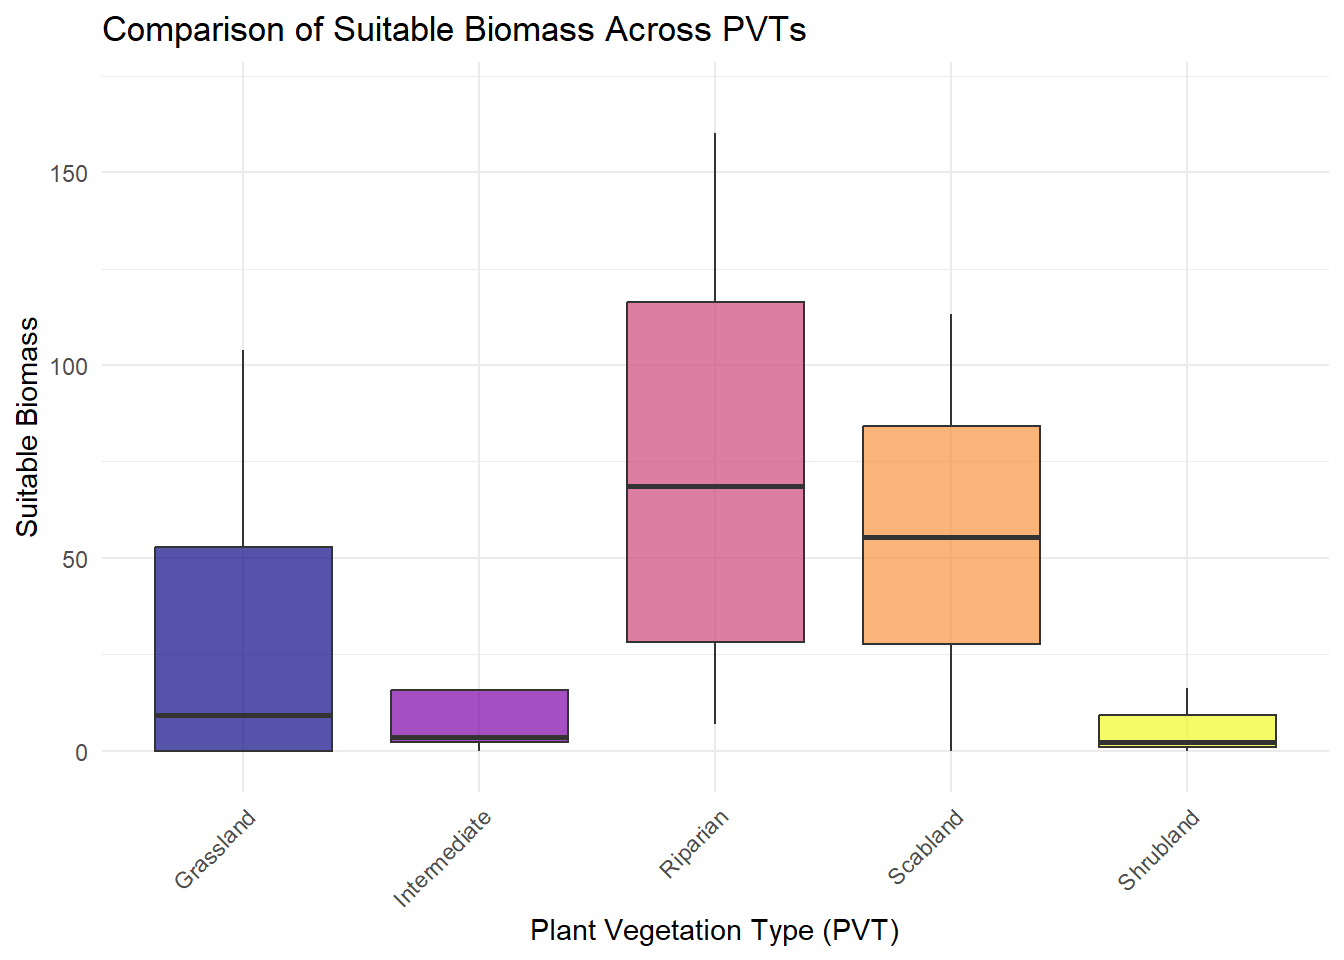 Comparison of Suitable Biomass Across PVTs
Suitable Biomass
150
100
50
0
Grassland
Intermediate
Riparian
Scabland
Shrubland
Plant Vegetation Type (PVT)